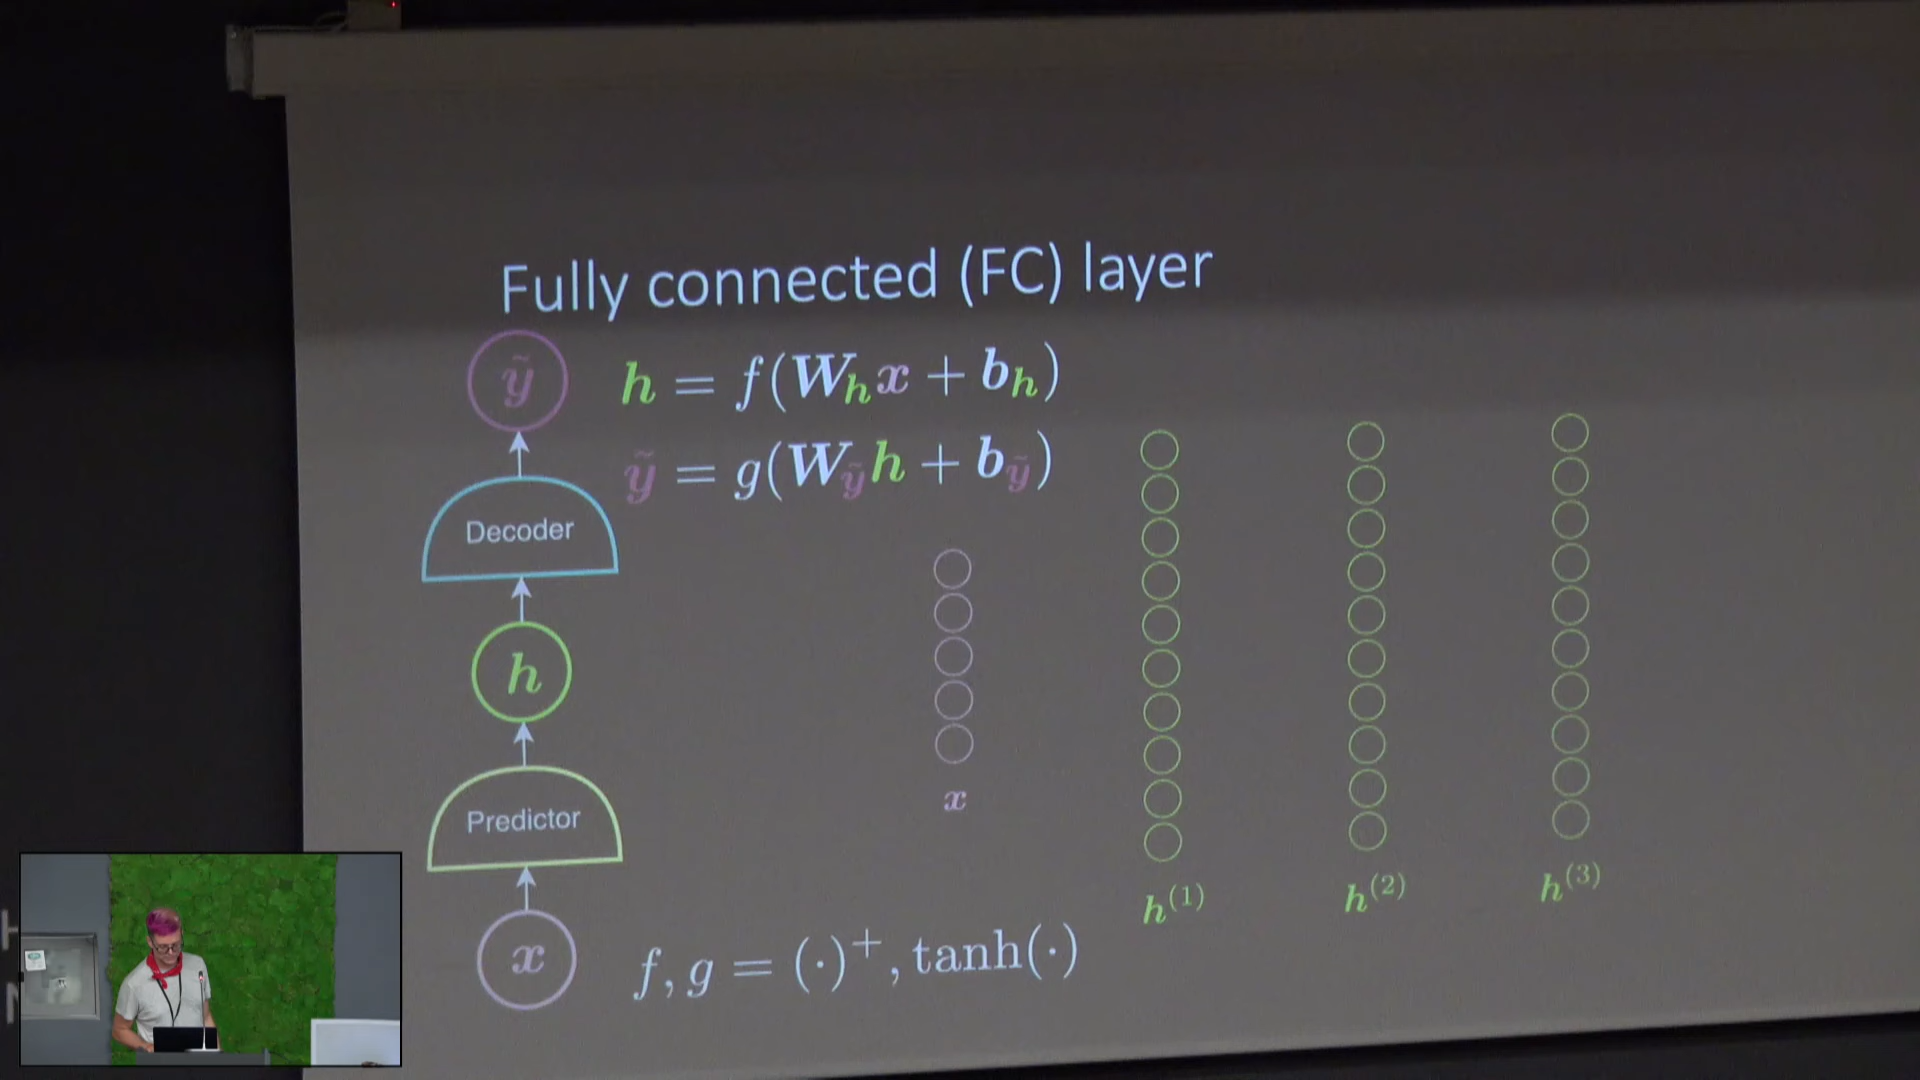 Fully connected (FC) layer
ỹ
h = f(W_h x + b_h)
ỹ = g(W_ỹ h + b_ỹ)
Decoder
h
Predictor
x
f, g = (·)⁺, tanh(·)
x
h⁽¹⁾
h⁽²⁾
h⁽³⁾